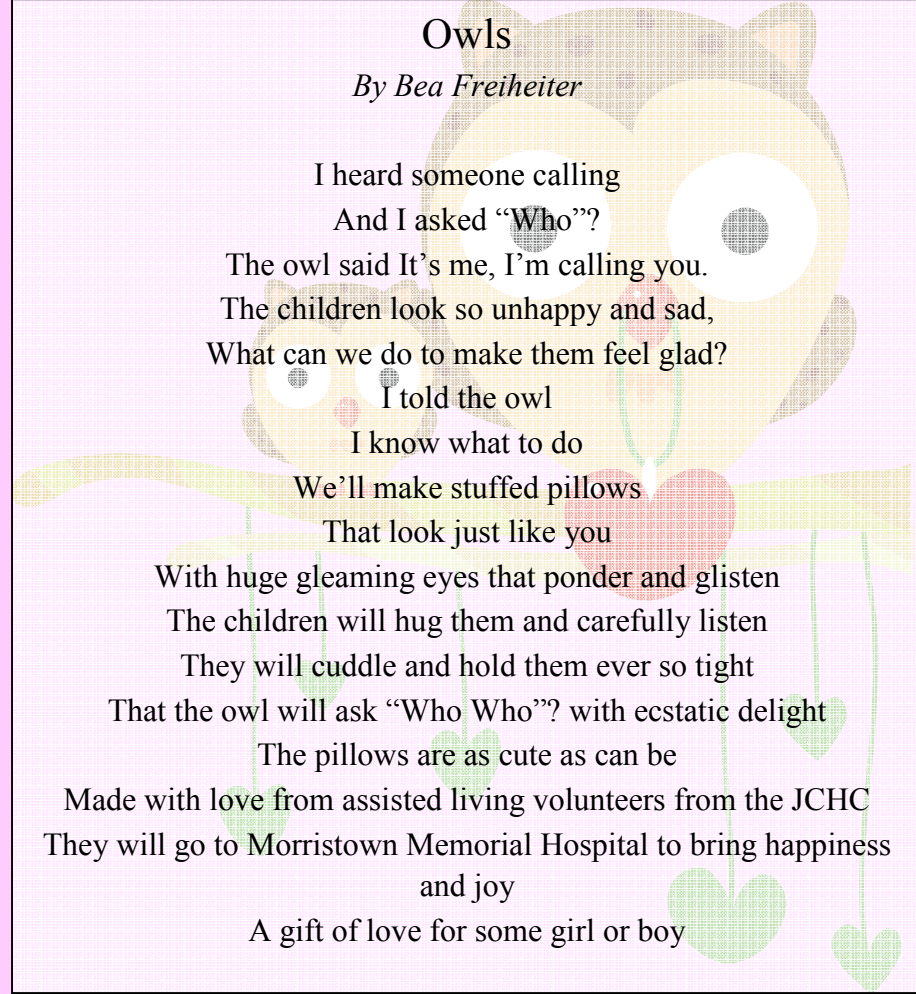 Owls
By Bea Freiheiter
I heard someone calling
And I asked “Who”?
The owl said It’s me, I’m calling you.
The children look so unhappy and sad,
What can we do to make them feel glad?
I told the owl
I know what to do
We’ll make stuffed pillows
That look just like you
With huge gleaming eyes that ponder and glisten
The children will hug them and carefully listen
They will cuddle and hold them ever so tight
That the owl will ask “Who Who”? with ecstatic delight
The pillows are as cute as can be
Made with love from assisted living volunteers from the JCHC
They will go to Morristown Memorial Hospital to bring happiness
and joy
A gift of love for some girl or boy